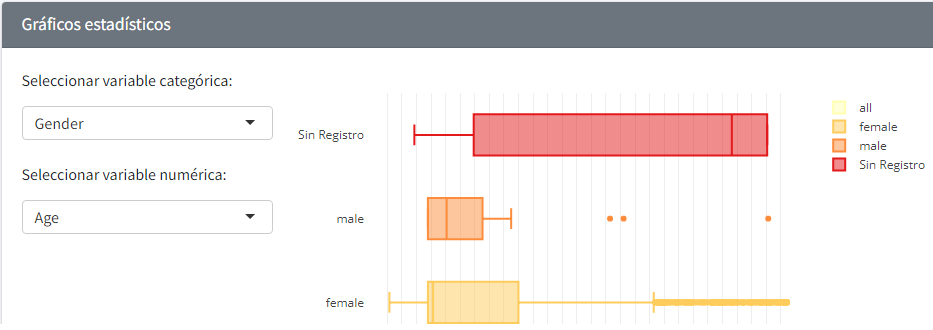 Gráficos estadísticos
Seleccionar variable categórica:
Gender
Seleccionar variable numérica:
Age
Sin Registro
male
female
all
female
male
Sin Registro